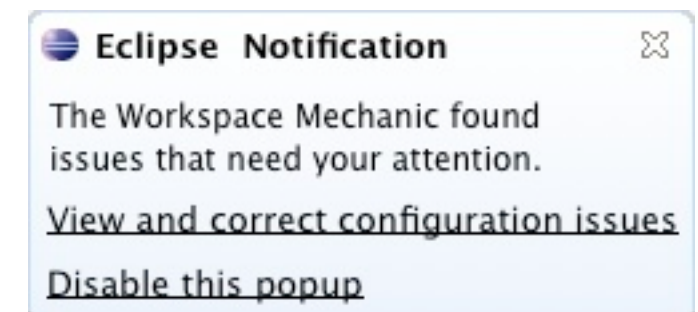 Eclipse Notification
The Workspace Mechanic found
issues that need your attention.
View and correct configuration issues
Disable this popup